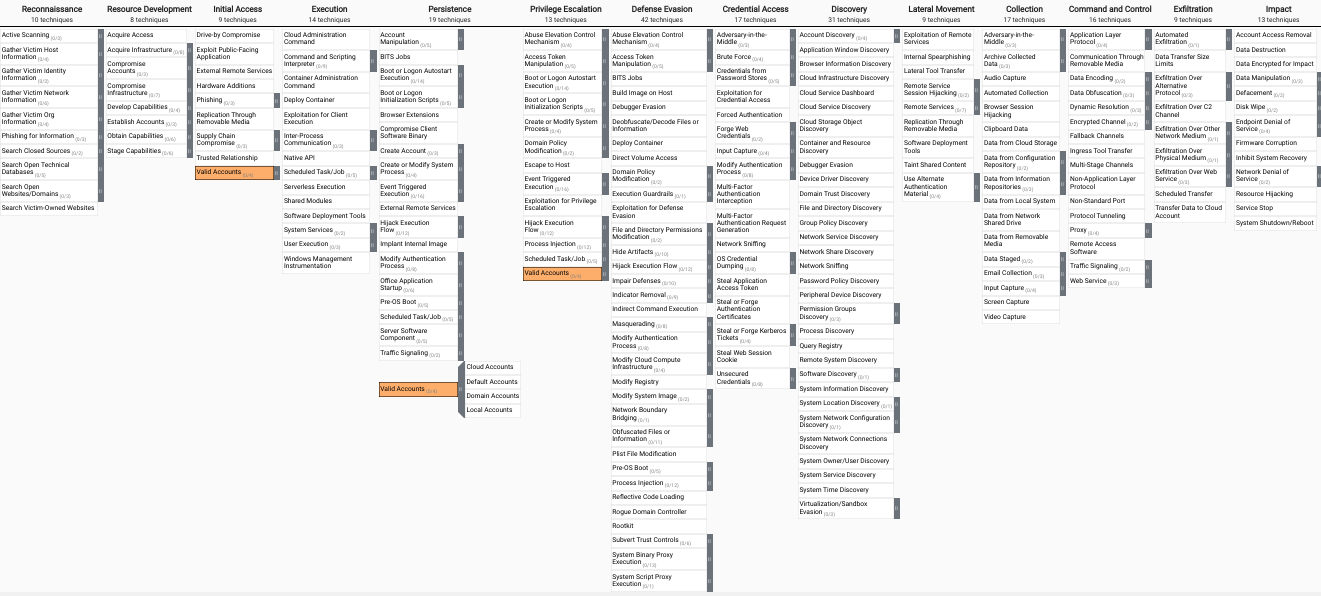 Reconnaissance
10 techniques
Active Scanning (0/3)
Gather Victim Host
Information (0/4)
Gather Victim Identity
Information (0/3)
Gather Victim Network
Information (0/6)
Gather Victim Org
Information (0/4)
Phishing for Information (0/3)
Search Closed Sources (0/2)
Search Open Technical
Databases (0/5)
Search Open
Websites/Domains (0/3)
Search Victim-Owned Websites
Resource Development
8 techniques
Acquire Access
Acquire Infrastructure (0/8)
Compromise
Accounts (0/3)
Compromise
Infrastructure (0/7)
Develop Capabilities (0/4)
Establish Accounts (0/3)
Obtain Capabilities (0/6)
Stage Capabilities (0/6)
Initial Access
9 techniques
Drive-by Compromise
Exploit Public-Facing
Application
External Remote Services
Hardware Additions
Phishing (0/3)
Replication Through
Removable Media
Supply Chain
Compromise (0/3)
Trusted Relationship
Valid Accounts (0/4)
Execution
14 techniques
Cloud Administration
Command
Command and Scripting
Interpreter (0/9)
Container Administration
Command
Deploy Container
Exploitation for Client
Execution
Inter-Process
Communication (0/3)
Native API
Scheduled Task/Job (0/5)
Serverless Execution
Shared Modules
Software Deployment Tools
System Services (0/2)
User Execution (0/3)
Windows Management
Instrumentation
Persistence
19 techniques
Account
Manipulation (0/5)
BITS Jobs
Boot or Logon Autostart
Execution (0/14)
Boot or Logon
Initialization Scripts (0/5)
Browser Extensions
Compromise Client
Software Binary
Create Account (0/3)
Create or Modify System
Process (0/4)
Event Triggered
Execution (0/16)
External Remote Services
Hijack Execution
Flow (0/12)
Implant Internal Image
Modify Authentication
Process (0/8)
Office Application
Startup (0/6)
Pre-OS Boot (0/5)
Scheduled Task/Job (0/5)
Server Software
Component (0/5)
Traffic Signaling (0/2)
Valid Accounts (0/4)
Cloud Accounts
Default Accounts
Domain Accounts
Local Accounts
Privilege Escalation
13 techniques
Abuse Elevation Control
Mechanism (0/4)
Access Token
Manipulation (0/5)
Boot or Logon Autostart
Execution (0/14)
Boot or Logon
Initialization Scripts (0/5)
Create or Modify System
Process (0/4)
Domain Policy
Modification (0/2)
Escape to Host
Event Triggered
Execution (0/16)
Exploitation for Privilege
Escalation
Hijack Execution
Flow (0/12)
Process Injection (0/12)
Scheduled Task/Job (0/5)
Valid Accounts (0/4)
Defense Evasion
42 techniques
Abuse Elevation Control
Mechanism (0/4)
Access Token
Manipulation (0/5)
BITS Jobs
Build Image on Host
Debugger Evasion
Deobfuscate/Decode Files or
Information
Deploy Container
Direct Volume Access
Domain Policy
Modification (0/2)
Execution Guardrails (0/1)
Exploitation for Defense
Evasion
File and Directory Permissions
Modification (0/2)
Hide Artifacts (0/10)
Hijack Execution Flow (0/12)
Impair Defenses (0/10)
Indicator Removal (0/9)
Indirect Command Execution
Masquerading (0/8)
Modify Authentication
Process (0/8)
Modify Cloud Compute
Infrastructure (0/4)
Modify Registry
Modify System Image (0/2)
Network Boundary
Bridging (0/1)
Obfuscated Files or
Information (0/11)
Plist File Modification
Pre-OS Boot (0/5)
Process Injection (0/12)
Reflective Code Loading
Rogue Domain Controller
Rootkit
Subvert Trust Controls (0/6)
System Binary Proxy
Execution (0/13)
System Script Proxy
Execution (0/1)
Credential Access
17 techniques
Adversary-in-the-
Middle (0/3)
Brute Force (0/4)
Credentials from
Password Stores (0/5)
Exploitation for
Credential Access
Forced Authentication
Forge Web
Credentials (0/2)
Input Capture (0/4)
Modify Authentication
Process (0/8)
Multi-Factor
Authentication
Interception
Multi-Factor
Authentication Request
Generation
Network Sniffing
OS Credential
Dumping (0/8)
Steal Application
Access Token
Steal or Forge
Authentication
Certificates
Steal or Forge Kerberos
Tickets (0/4)
Steal Web Session
Cookie
Unsecured
Credentials (0/8)
Discovery
31 techniques
Account Discovery (0/4)
Application Window Discovery
Browser Information Discovery
Cloud Infrastructure Discovery
Cloud Service Dashboard
Cloud Service Discovery
Cloud Storage Object
Discovery
Container and Resource
Discovery
Debugger Evasion
Device Driver Discovery
Domain Trust Discovery
File and Directory Discovery
Group Policy Discovery
Network Service Discovery
Network Share Discovery
Network Sniffing
Password Policy Discovery
Peripheral Device Discovery
Permission Groups
Discovery (0/3)
Process Discovery
Query Registry
Remote System Discovery
Software Discovery (0/1)
System Information Discovery
System Location Discovery (0/1)
System Network Configuration
Discovery (0/1)
System Network Connections
Discovery
System Owner/User Discovery
System Service Discovery
System Time Discovery
Virtualization/Sandbox
Evasion (0/3)
Lateral Movement
9 techniques
Exploitation of Remote
Services
Internal Spearphishing
Lateral Tool Transfer
Remote Service
Session Hijacking (0/2)
Remote Services (0/7)
Replication Through
Removable Media
Software Deployment
Tools
Taint Shared Content
Use Alternate
Authentication
Material (0/4)
Collection
17 techniques
Adversary-in-the-
Middle (0/3)
Archive Collected
Data (0/3)
Audio Capture
Automated Collection
Browser Session
Hijacking
Clipboard Data
Data from Cloud Storage
Data from Configuration
Repository (0/2)
Data from Information
Repositories (0/3)
Data from Local System
Data from Network
Shared Drive
Data from Removable
Media
Data Staged (0/2)
Email Collection (0/3)
Input Capture (0/4)
Screen Capture
Video Capture
Command and Control
16 techniques
Application Layer
Protocol (0/4)
Communication Through
Removable Media
Data Encoding (0/2)
Data Obfuscation (0/3)
Dynamic Resolution (0/3)
Encrypted Channel (0/2)
Fallback Channels
Ingress Tool Transfer
Multi-Stage Channels
Non-Application Layer
Protocol
Non-Standard Port
Protocol Tunneling
Proxy (0/4)
Remote Access
Software
Traffic Signaling (0/2)
Web Service (0/3)
Exfiltration
9 techniques
Automated
Exfiltration (0/1)
Data Transfer Size
Limits
Exfiltration Over
Alternative
Protocol (0/3)
Exfiltration Over C2
Channel
Exfiltration Over Other
Network Medium (0/1)
Exfiltration Over
Physical Medium (0/1)
Exfiltration Over Web
Service (0/3)
Scheduled Transfer
Transfer Data to Cloud
Account
Impact
13 techniques
Account Access Removal
Data Destruction
Data Encrypted for Impact
Data Manipulation (0/3)
Defacement (0/2)
Disk Wipe (0/2)
Endpoint Denial of
Service (0/4)
Firmware Corruption
Inhibit System Recovery
Network Denial of
Service (0/2)
Resource Hijacking
Service Stop
System Shutdown/Reboot